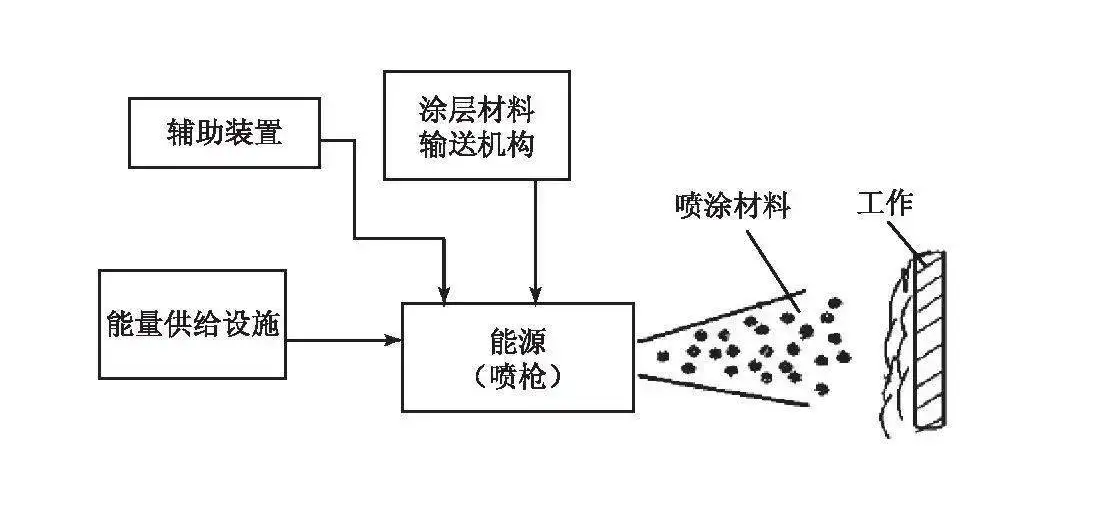 涂层材料
输送机构
辅助装置
喷涂材料
工作
能量供给设施
能源
（喷枪）